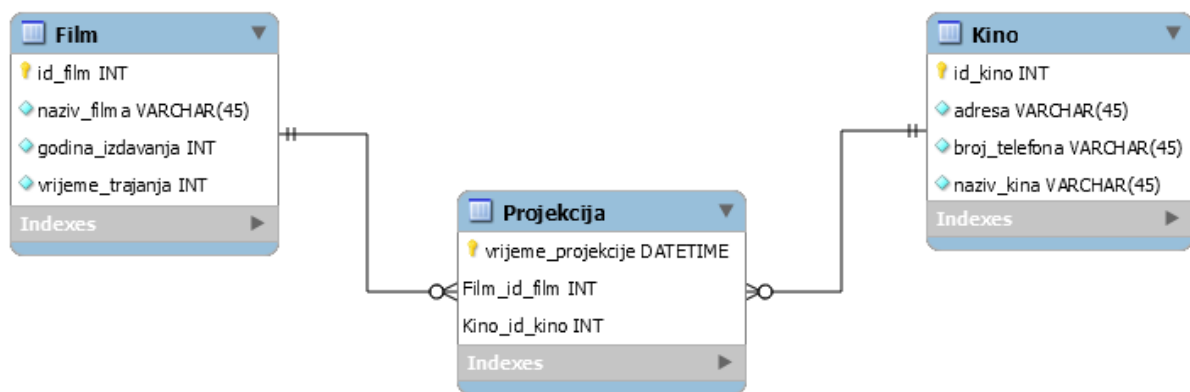 Film
id_film INT
naziv_filma VARCHAR(45)
godina_izdavanja INT
vrijeme_trajanja INT
Indexes
Kino
id_kino INT
adresa VARCHAR(45)
broj_telefona VARCHAR(45)
naziv_kina VARCHAR(45)
Indexes
Projekcija
vrijeme_projekcije DATETIME
Film_id_film INT
Kino_id_kino INT
Indexes